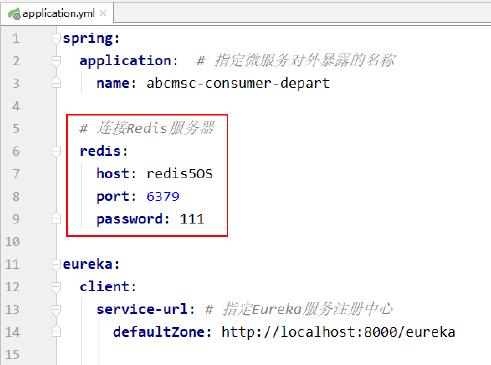 application.yml
1 spring:
2 application: # 指定微服务对外暴露的名称
3 name: abcmsc-consumer-depart
4
5 # 连接Redis服务器
6 redis:
7 host: redis5OS
8 port: 6379
9 password: 111
10
11 eureka:
12 client:
13 service-url: # 指定Eureka服务注册中心
14 defaultZone: http://localhost:8000/eureka
15